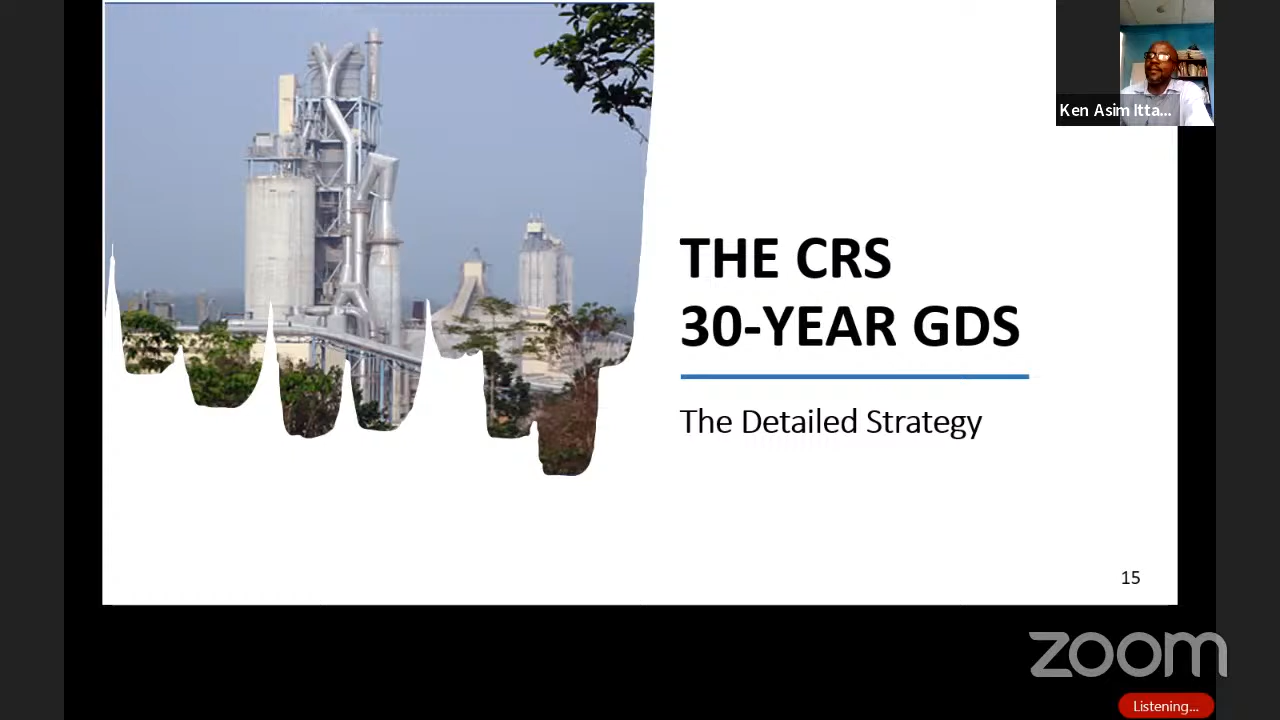 Ken Asim Itta...
THE CRS
30-YEAR GDS
The Detailed Strategy
15
zoom
Listening...